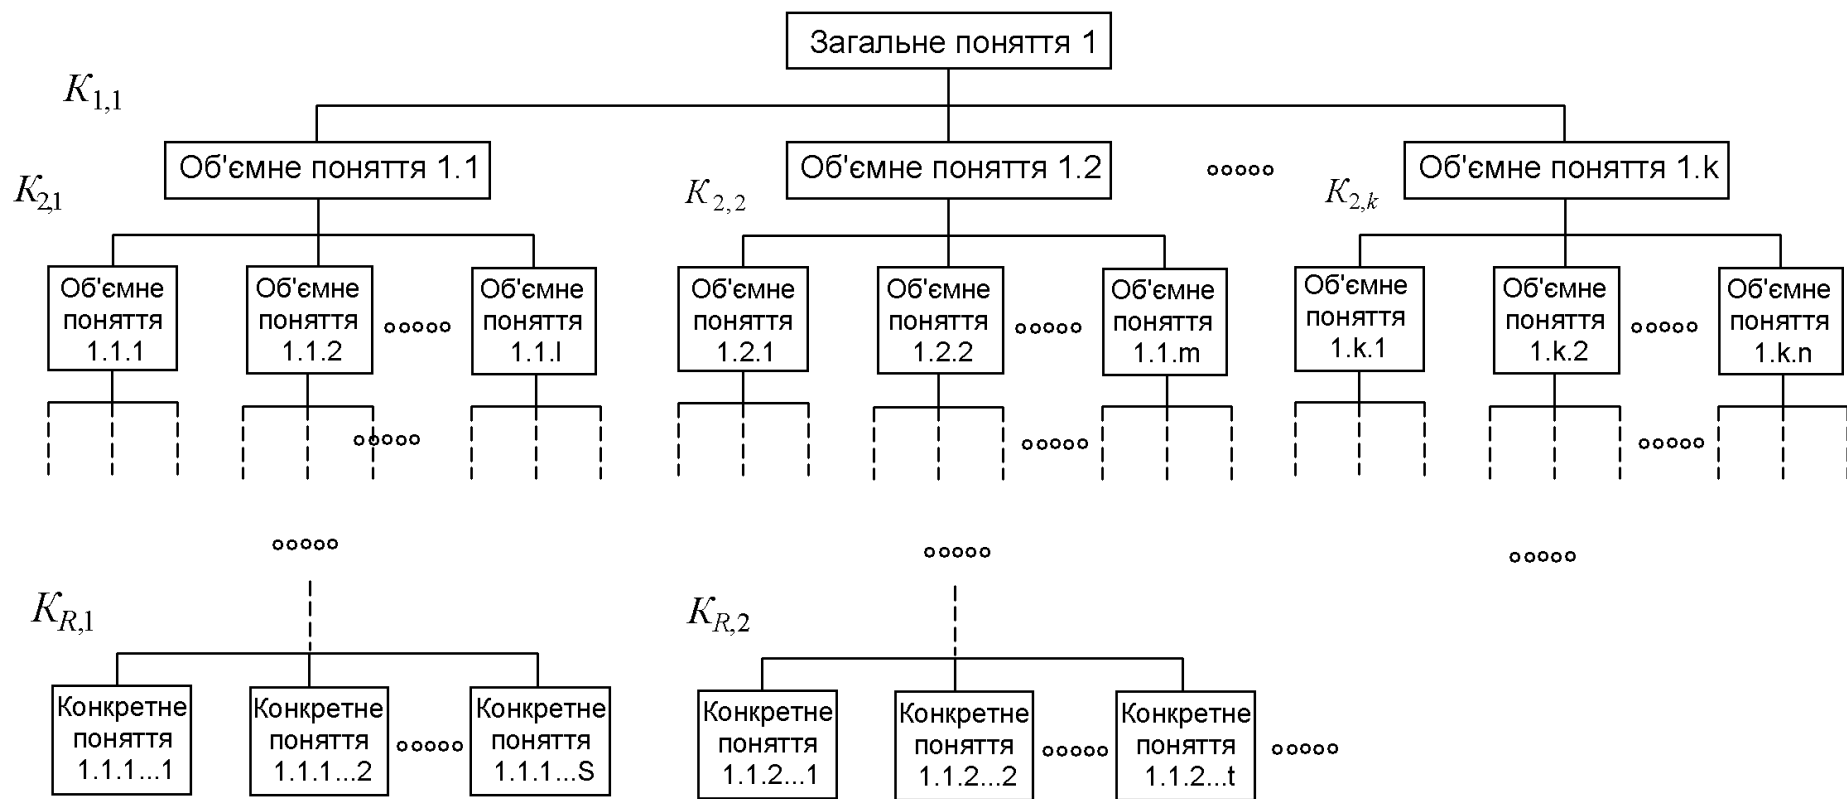 Загальне поняття 1
K1,1
Об'ємне поняття 1.1
Об'ємне поняття 1.2
Об'ємне поняття 1.k
K2,1
K2,2
K2,k
Об'ємне
поняття
1.1.1
Об'ємне
поняття
1.1.2
Об'ємне
поняття
1.1.l
Об'ємне
поняття
1.2.1
Об'ємне
поняття
1.2.2
Об'ємне
поняття
1.1.m
Об'ємне
поняття
1.k.1
Об'ємне
поняття
1.k.2
Об'ємне
поняття
1.k.n
KR,1
KR,2
Конкретне
поняття
1.1.1...1
Конкретне
поняття
1.1.1...2
Конкретне
поняття
1.1.1...S
Конкретне
поняття
1.1.2...1
Конкретне
поняття
1.1.2...2
Конкретне
поняття
1.1.2...t